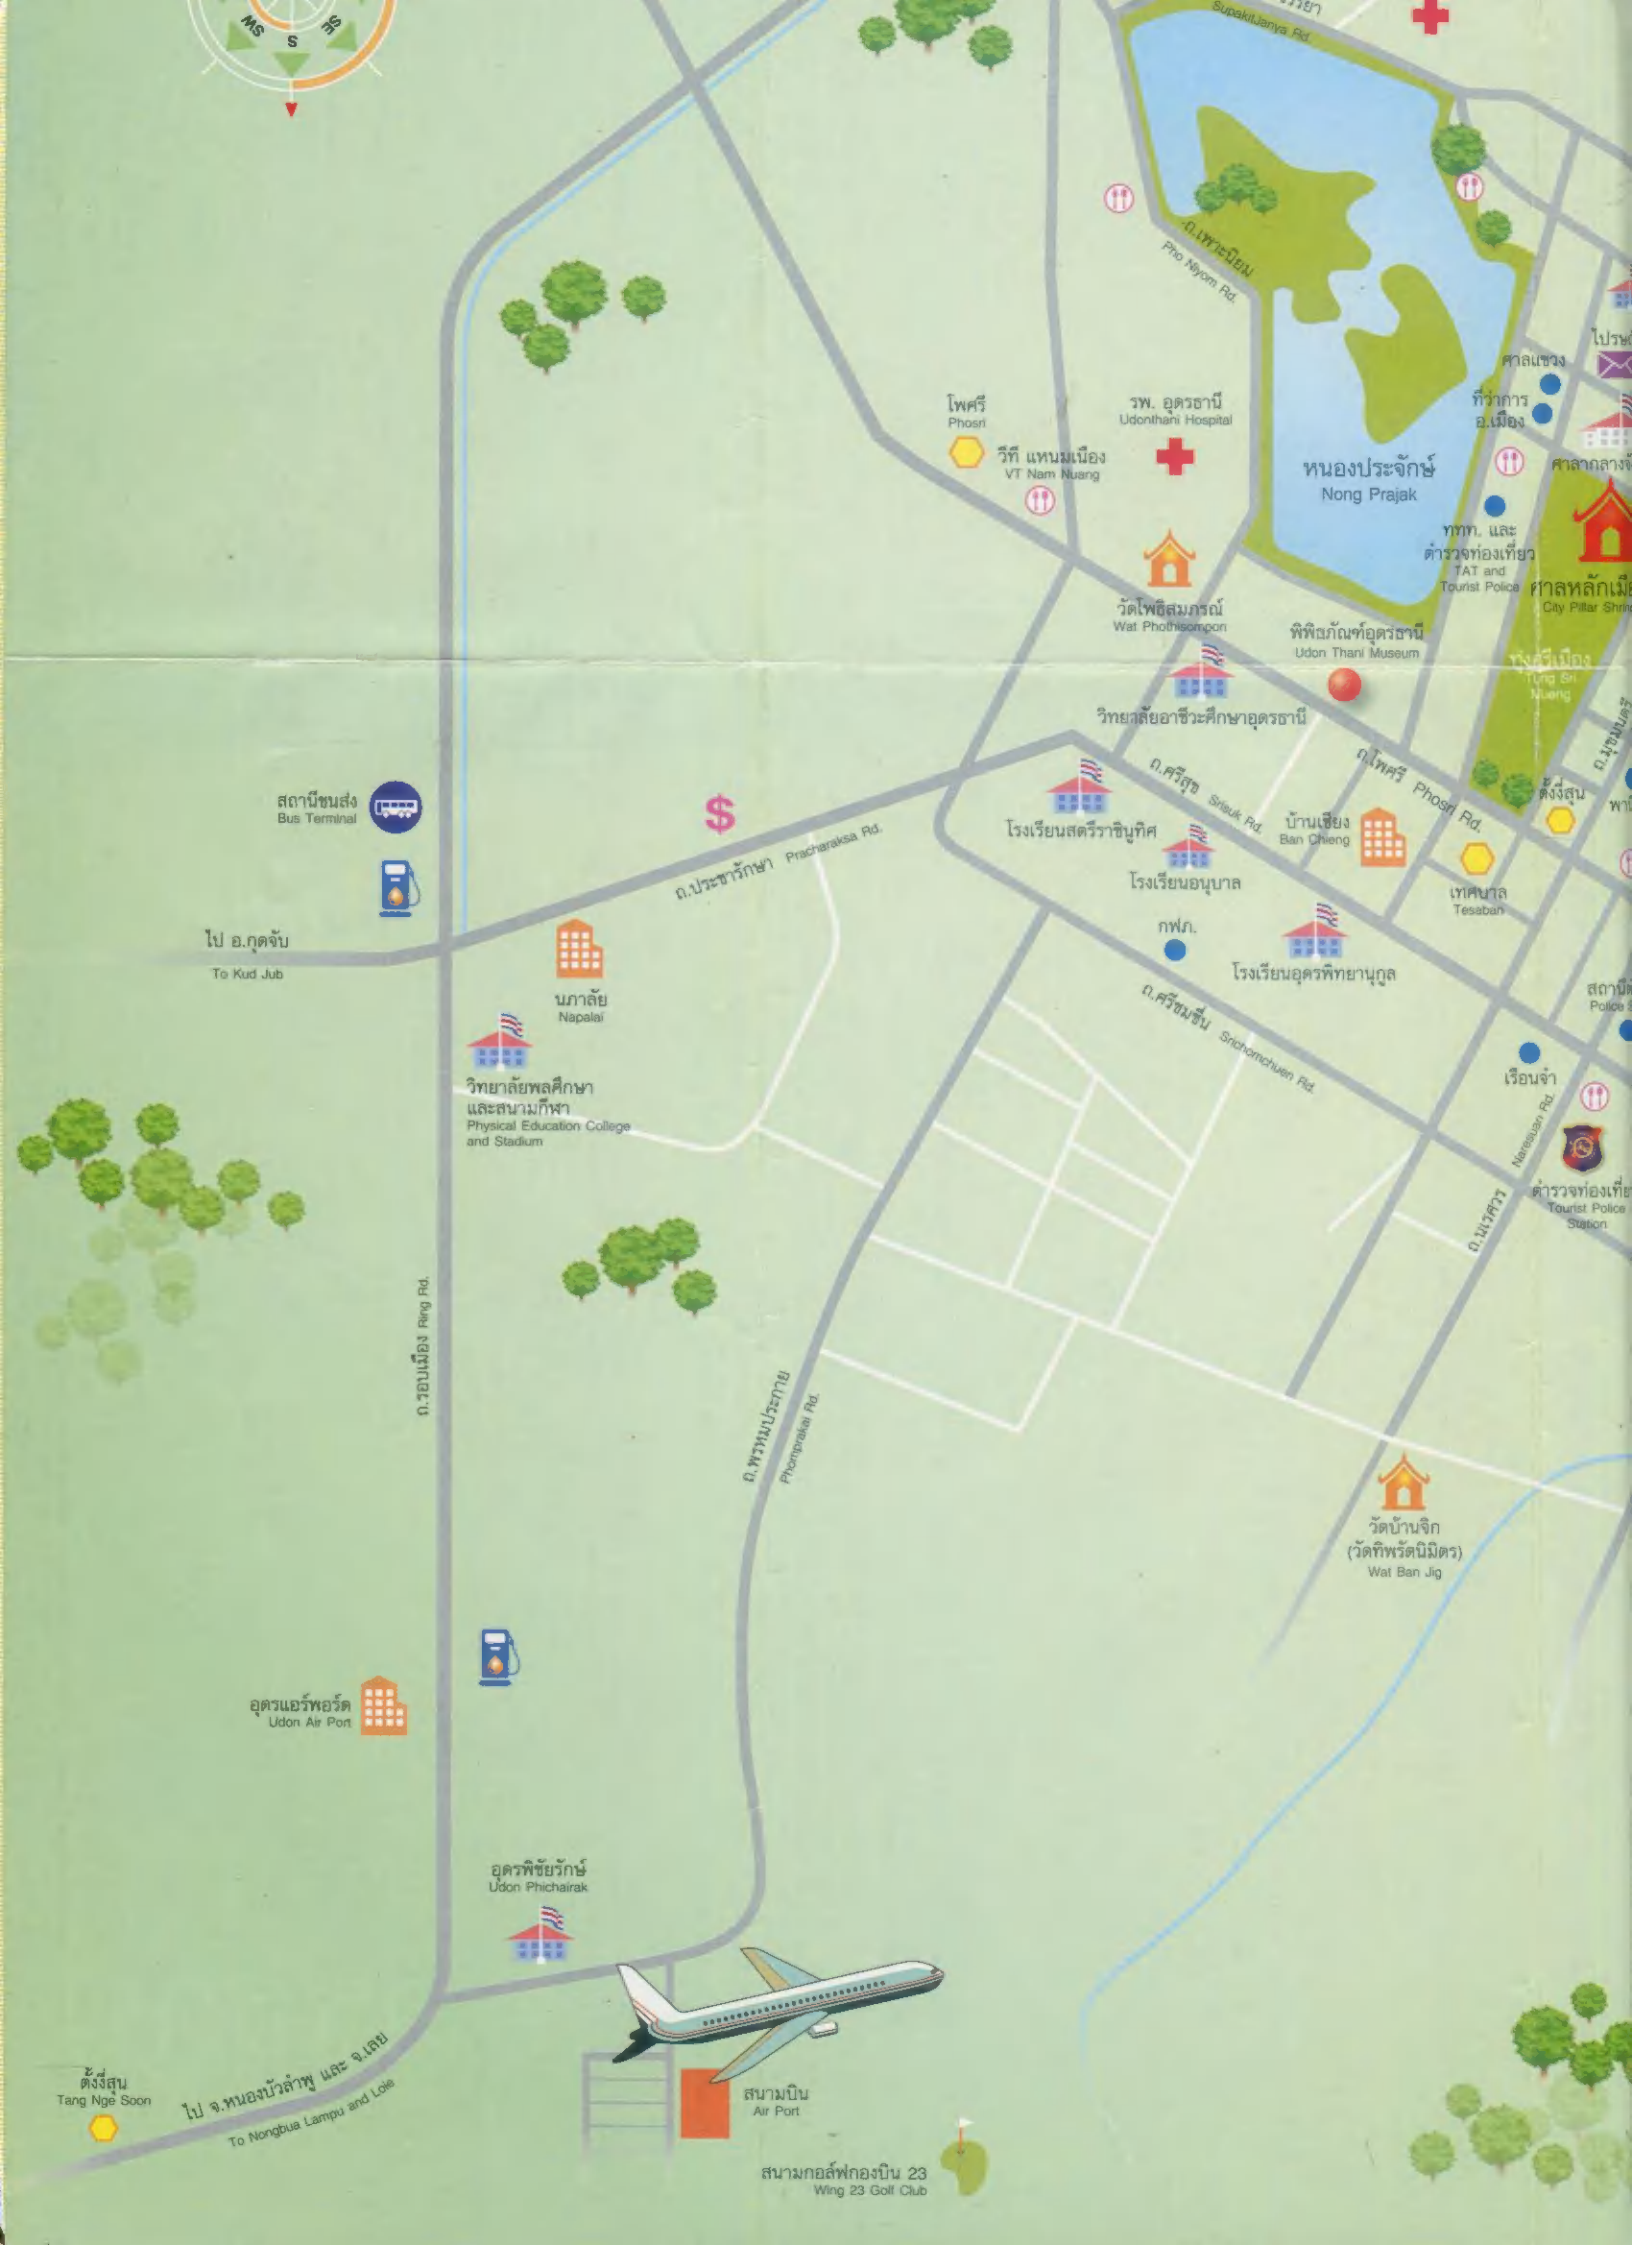 SW
S
SE
Supakitjanya Rd.
ถ.เพาะนิยม
Pho Niyom Rd.
ศาลแขวง
ที่ว่าการ
อ.เมือง
โพศรี
Phosri
รพ. อุดรธานี
Udonthani Hospital
วีที แหนมเนือง
VT Nam Nuang
หนองประจักษ์
Nong Prajak
ททท. และ
ตำรวจท่องเที่ยว
TAT and
Tourist Police
City Pillar
วัดโพธิสมภรณ์
Wat Phothisompon
พิพิธภัณฑ์อุดรธานี
Udon Thani Museum
ทุ่งศรีเมือง
Tung Sri
Mueng
วิทยาลัยอาชีวะศึกษาอุดรธานี
ถ.มุขมนตรี
ถ.โพศรี Phosri Rd.
ถ.ศรีสุข Srisuk Rd.
ตั้งงี่สุน
สถานีขนส่ง
Bus Terminal
$
โรงเรียนสตรีราชินูทิศ
บ้านเชียง
Ban Chieng
ถ.ประชารักษา Pracharaksa Rd.
โรงเรียนอนุบาล
เทศบาล
Tesaban
ไป อ.กุดจับ
To Kud Jub
กฟภ.
โรงเรียนอุดรพิทยานุกูล
นภาลัย
Napalai
ถ.ศรีชมชื่น Srichomchuen Rd.
Police
เรือนจำ
วิทยาลัยพลศึกษา
และสนามกีฬา
Physical Education College
and Stadium
ถ.นเรศวร Naresuan Rd.
ตำรวจท่องเที่ย
Tourist Police
Station
ถ.รอบเมือง Ring Rd.
ถ.พรหมประกาย
Phomprakai Rd.
วัดบ้านจิก
(วัดทิพรัตนิมิตร)
Wat Ban Jig
อุดรแอร์พอร์ต
Udon Air Port
อุดรพิชัยรักษ์
Udon Phichairak
ตั้งงี่สุน
Tang Nge Soon
ไป จ.หนองบัวลำพู และ จ.เลย
To Nongbua Lampu and Loie
สนามบิน
Air Port
สนามกอล์ฟกองบิน 23
Wing 23 Golf Club